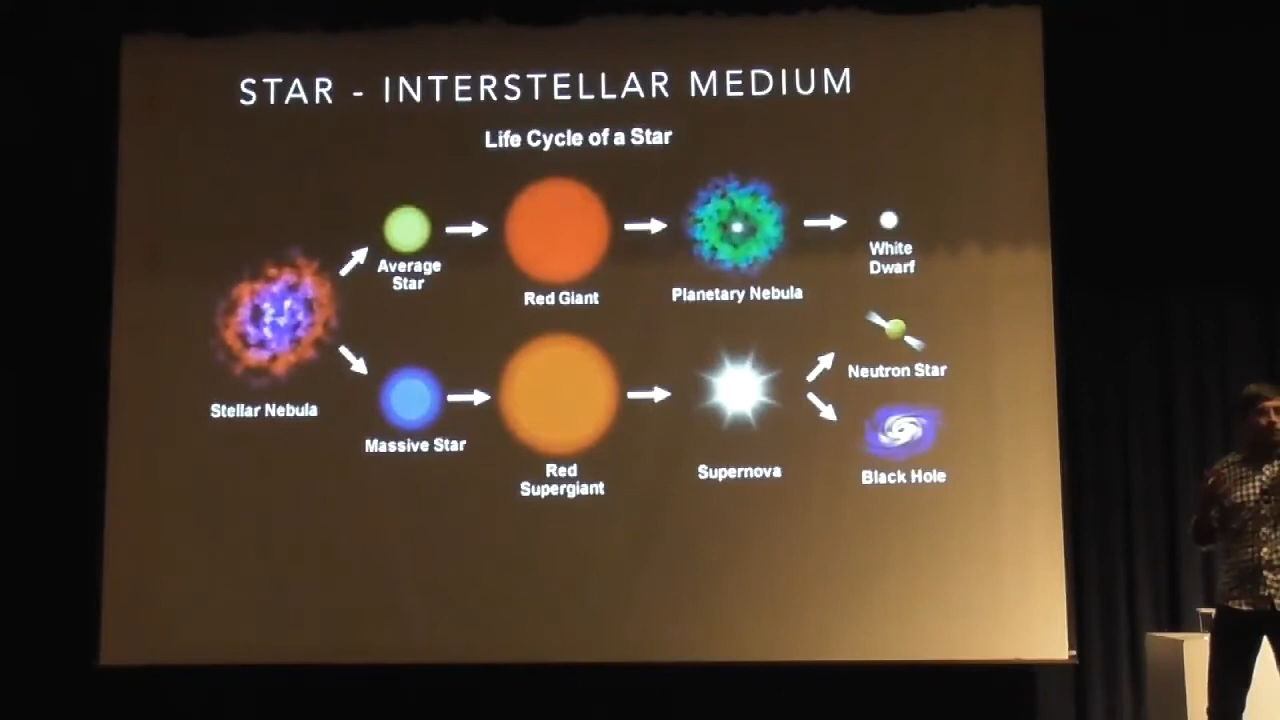 STAR - INTERSTELLAR MEDIUM
Life Cycle of a Star
Average
Star
Red Giant
Planetary Nebula
White
Dwarf
Stellar Nebula
Massive Star
Red
Supergiant
Supernova
Neutron Star
Black Hole